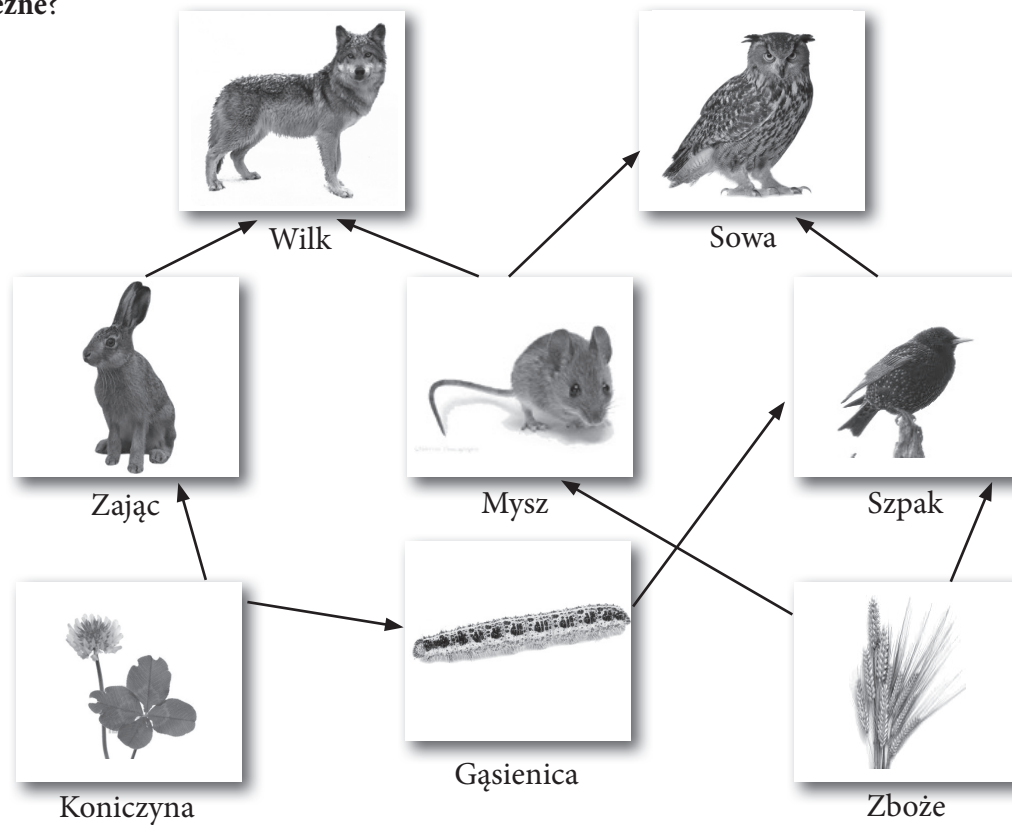 ezne?
Wilk
Sowa
Zając
Mysz
Szpak
Gąsienica
Koniczyna
Zboże